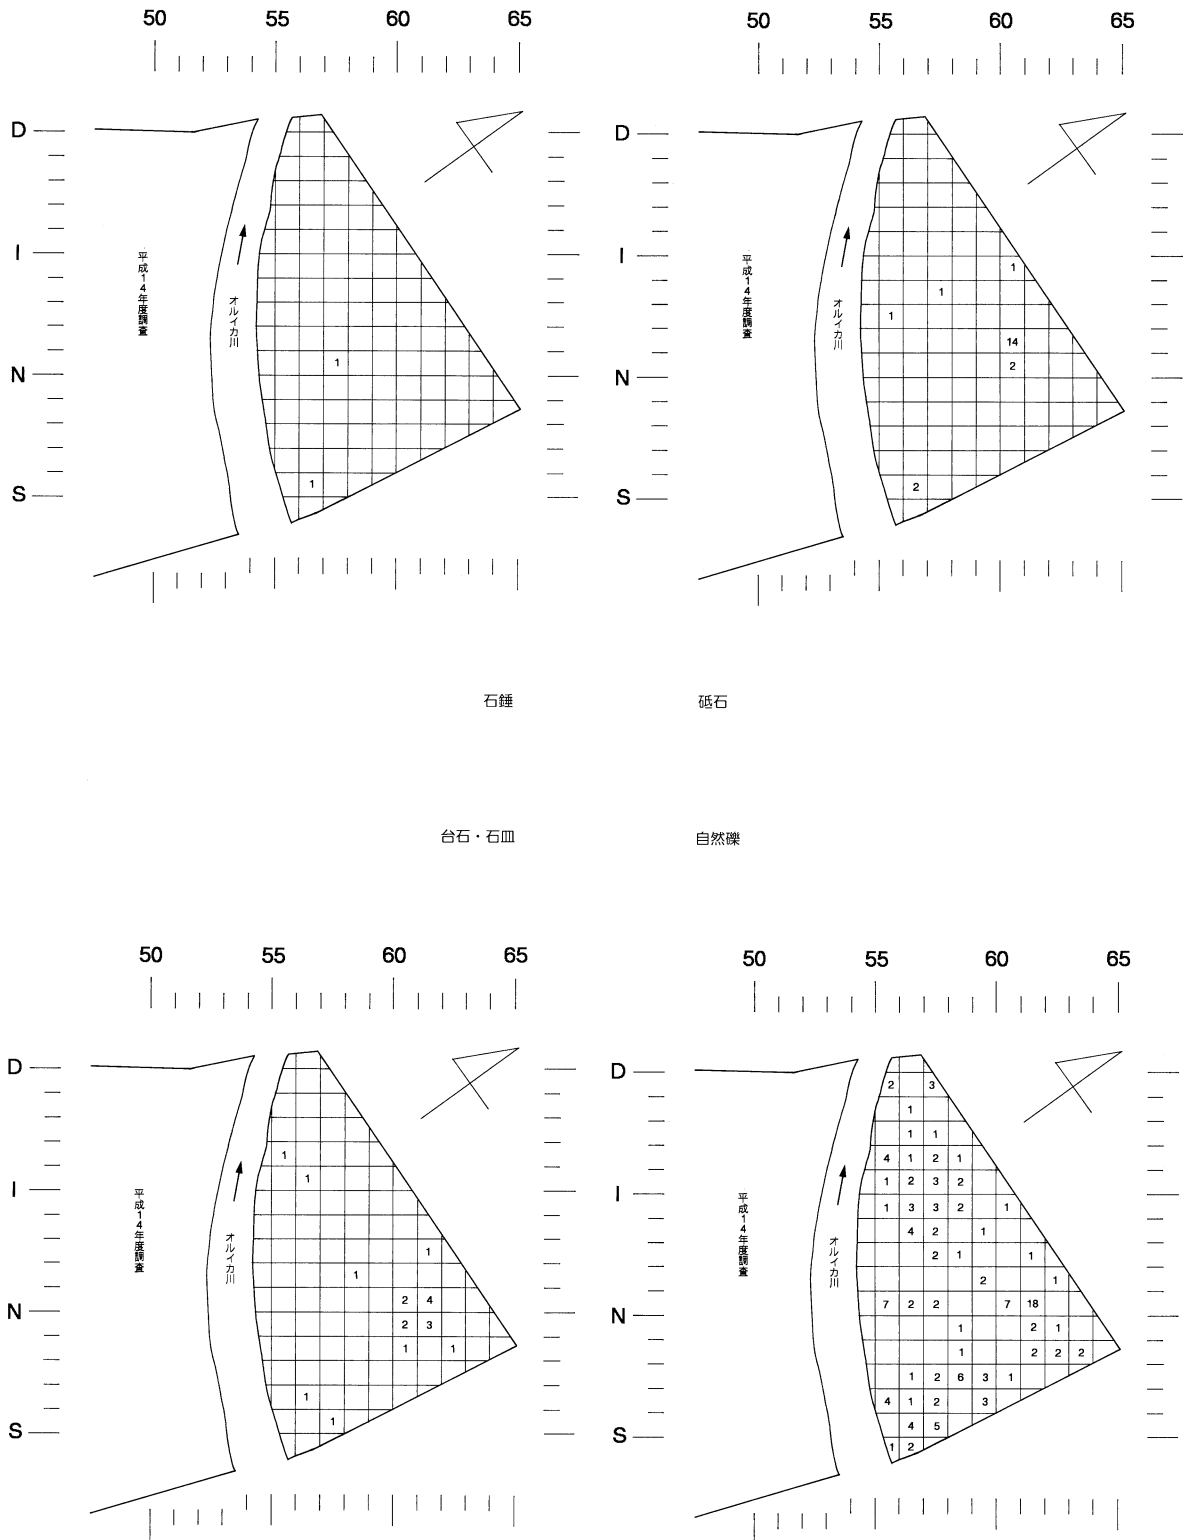 50 55 60 65
D
I
N
S
平成14年度調査
オルイカ川
1
1
石錘
50 55 60 65
D
I
N
S
平成14年度調査
オルイカ川
1
1
1
14
2
2
砥石
台石・石皿
50 55 60 65
D
I
N
S
平成14年度調査
オルイカ川
1
1
1
1
2 4
2 3
1 1
1
1
自然礫
50 55 60 65
D
I
N
S
平成14年度調査
オルイカ川
2 3
1
1 1
4 1 2 1
1 2 3 2
1 3 3 2 1
4 2 1
2 1 1
2 1
7 2 2 7 18
1 2 1
1 2 2 2
1 2 6 3 1
4 1 2 3
4 5
1 2